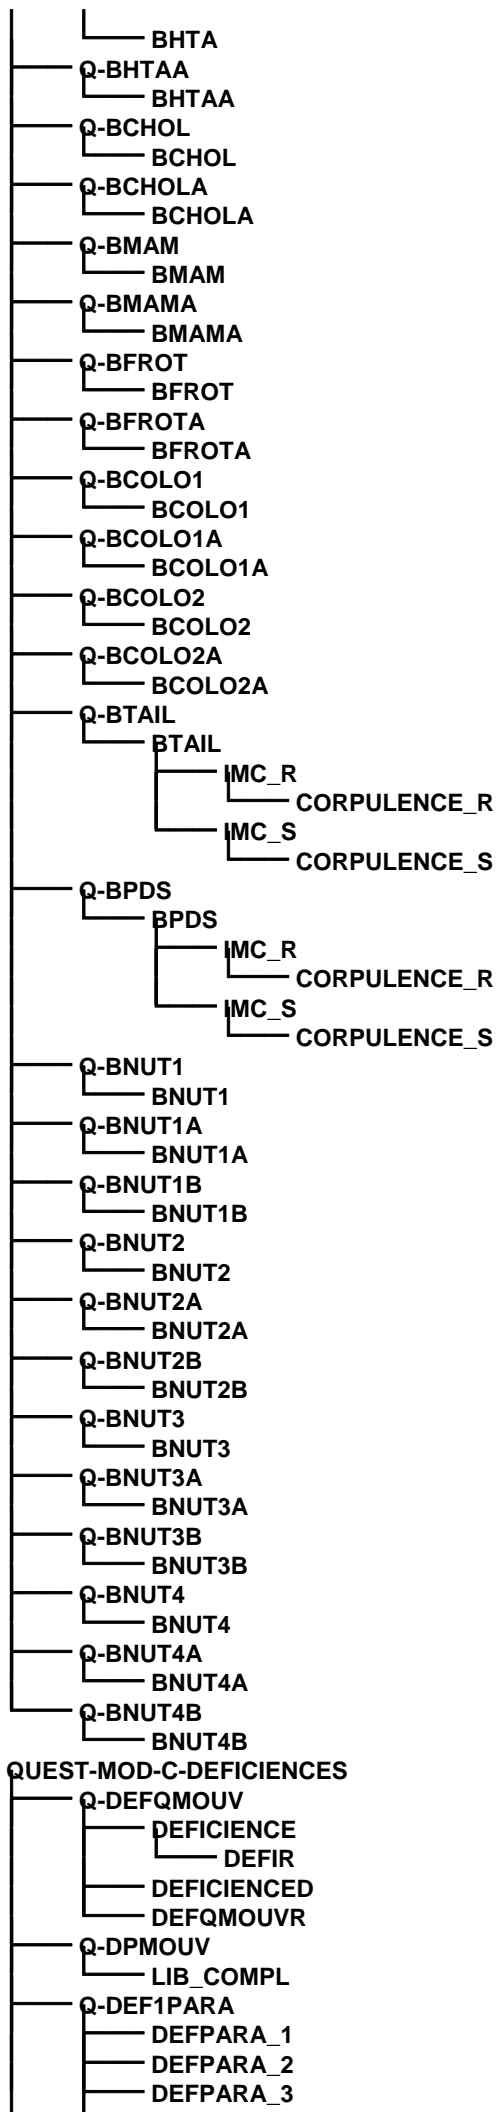 BHTA
Q-BHTAA
BHTAA
Q-BCHOL
BCHOL
Q-BCHOLA
BCHOLA
Q-BMAM
BMAM
Q-BMAMA
BMAMA
Q-BFROT
BFROT
Q-BFROTA
BFROTA
Q-BCOLO1
BCOLO1
Q-BCOLO1A
BCOLO1A
Q-BCOLO2
BCOLO2
Q-BCOLO2A
BCOLO2A
Q-BTAIL
BTAIL
IMC_R
CORPULENCE_R
IMC_S
CORPULENCE_S
Q-BPDS
BPDS
IMC_R
CORPULENCE_R
IMC_S
CORPULENCE_S
Q-BNUT1
BNUT1
Q-BNUT1A
BNUT1A
Q-BNUT1B
BNUT1B
Q-BNUT2
BNUT2
Q-BNUT2A
BNUT2A
Q-BNUT2B
BNUT2B
Q-BNUT3
BNUT3
Q-BNUT3A
BNUT3A
Q-BNUT3B
BNUT3B
Q-BNUT4
BNUT4
Q-BNUT4A
BNUT4A
Q-BNUT4B
BNUT4B
QUEST-MOD-C-DEFICIENCES
Q-DEFQMOUV
DEFICIENCE
DEFIR
DEFICIENCED
DEFQMOUVR
Q-DPMOUV
LIB_COMPL
Q-DEF1PARA
DEFPARA_1
DEFPARA_2
DEFPARA_3